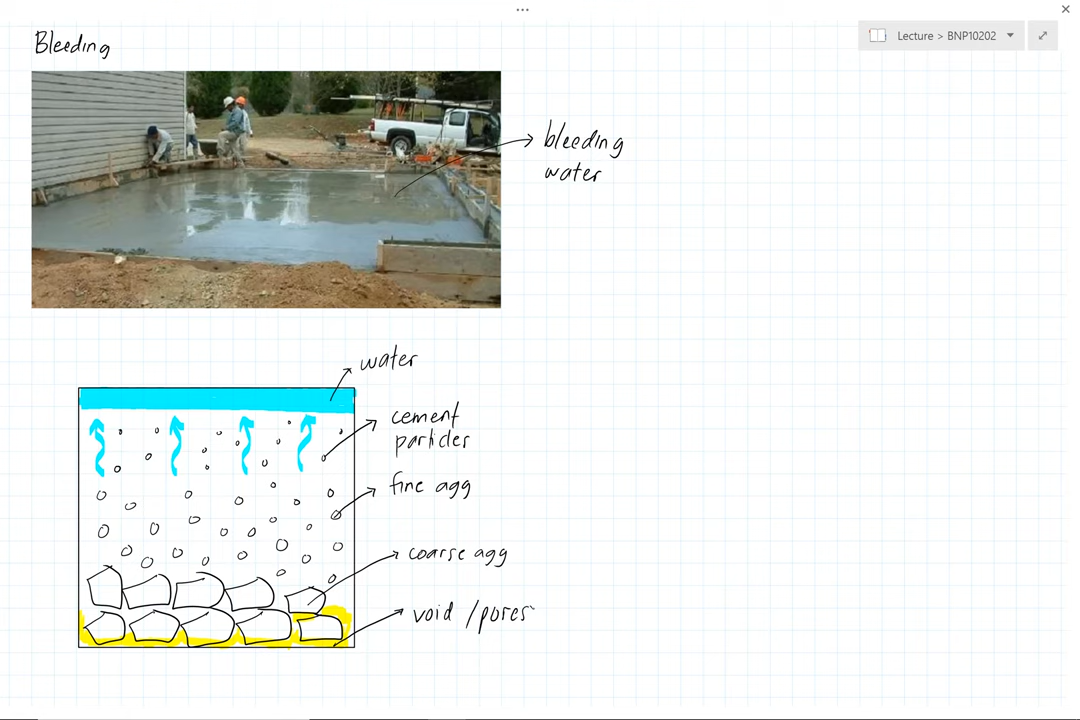 Lecture > BNP10202
Bleeding
bleeding
water
water
cement
particles
fine agg
coarse agg
void/pores